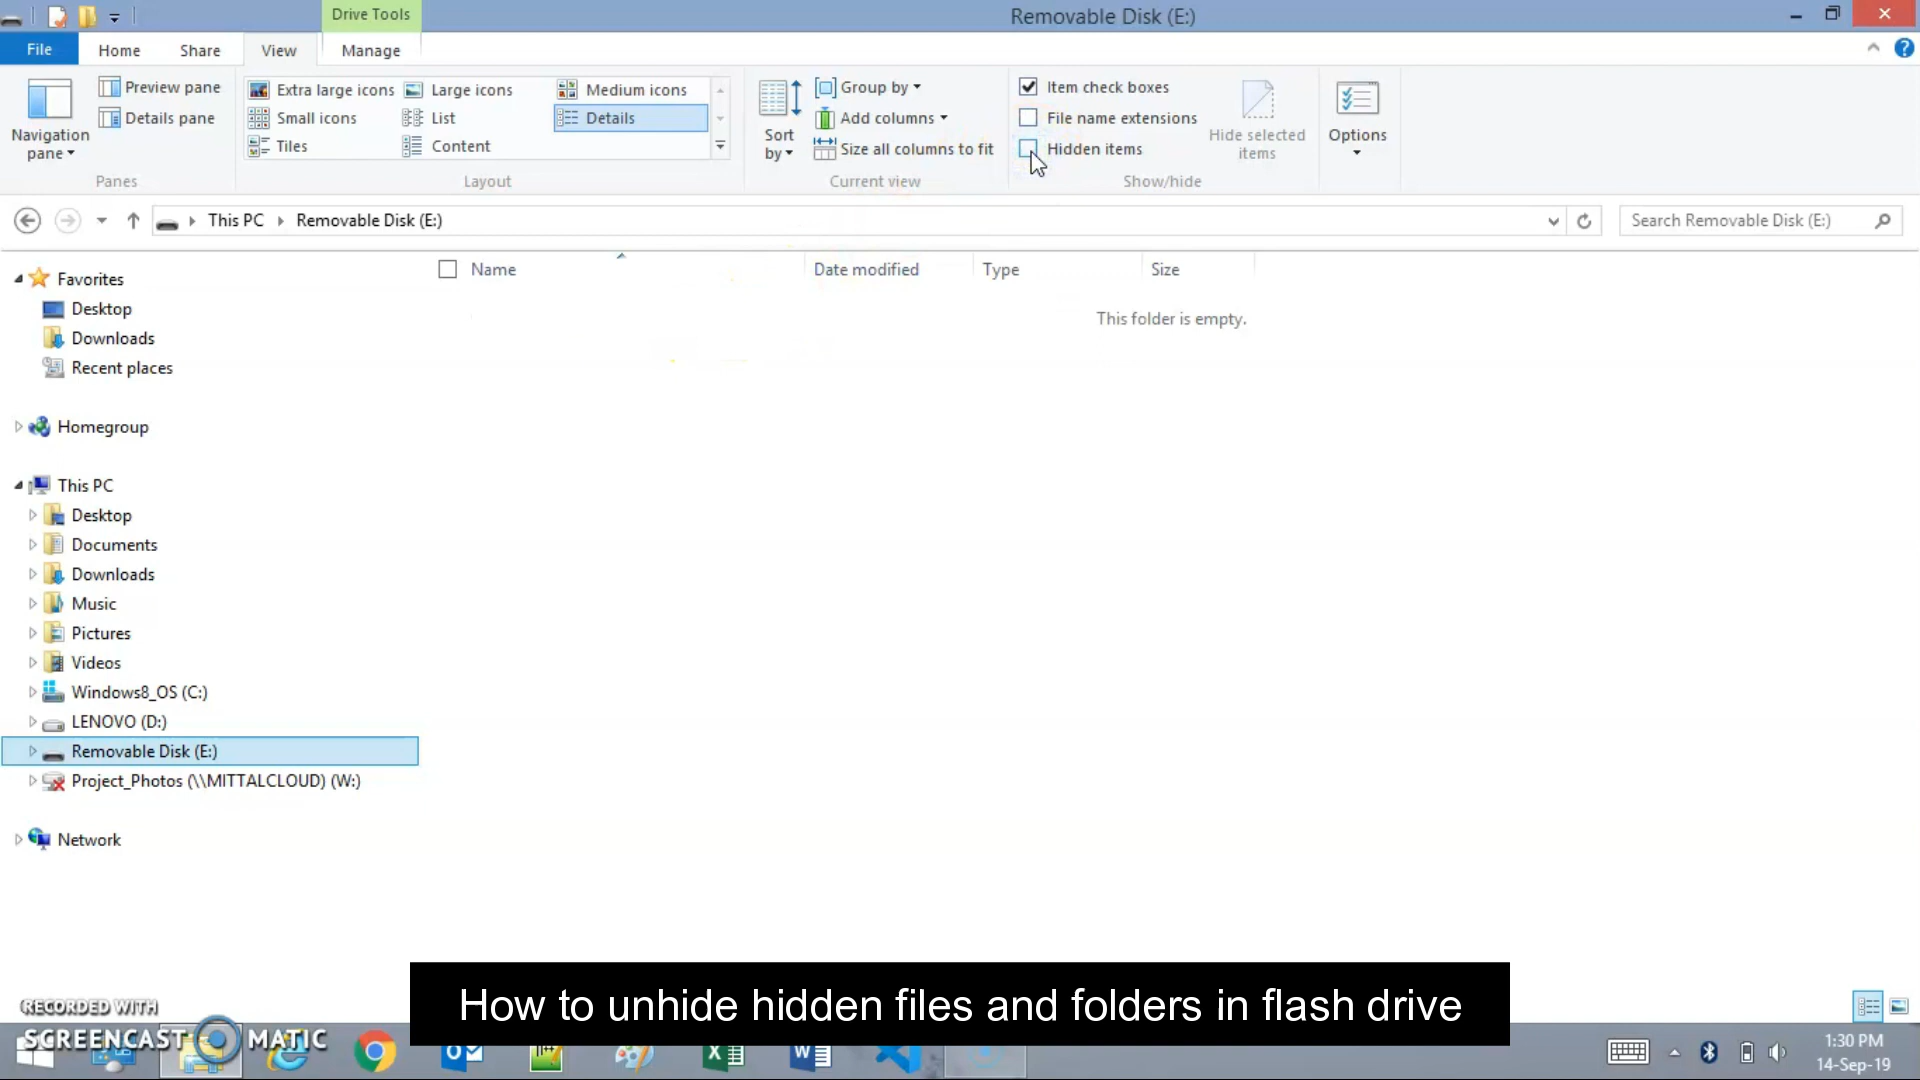 Drive Tools
Removable Disk (E:)
File
Home
Share
View
Manage
Navigation pane
Preview pane
Details pane
Panes
Extra large icons
Large icons
Medium icons
Small icons
List
Details
Tiles
Content
Layout
Sort by
Group by
Add columns
Size all columns to fit
Current view
Item check boxes
File name extensions
Hidden items
Hide selected items
Show/hide
Options
This PC
Removable Disk (E:)
Search Removable Disk (E:)
Name
Date modified
Type
Size
This folder is empty.
Favorites
Desktop
Downloads
Recent places
Homegroup
This PC
Desktop
Documents
Downloads
Music
Pictures
Videos
Windows8_OS (C:)
LENOVO (D:)
Removable Disk (E:)
Project_Photos (\\MITTALCLOUD) (W:)
Network
How to unhide hidden files and folders in flash drive
RECORDED WITH
SCREENCAST MATIC
1:30 PM
14-Sep-19